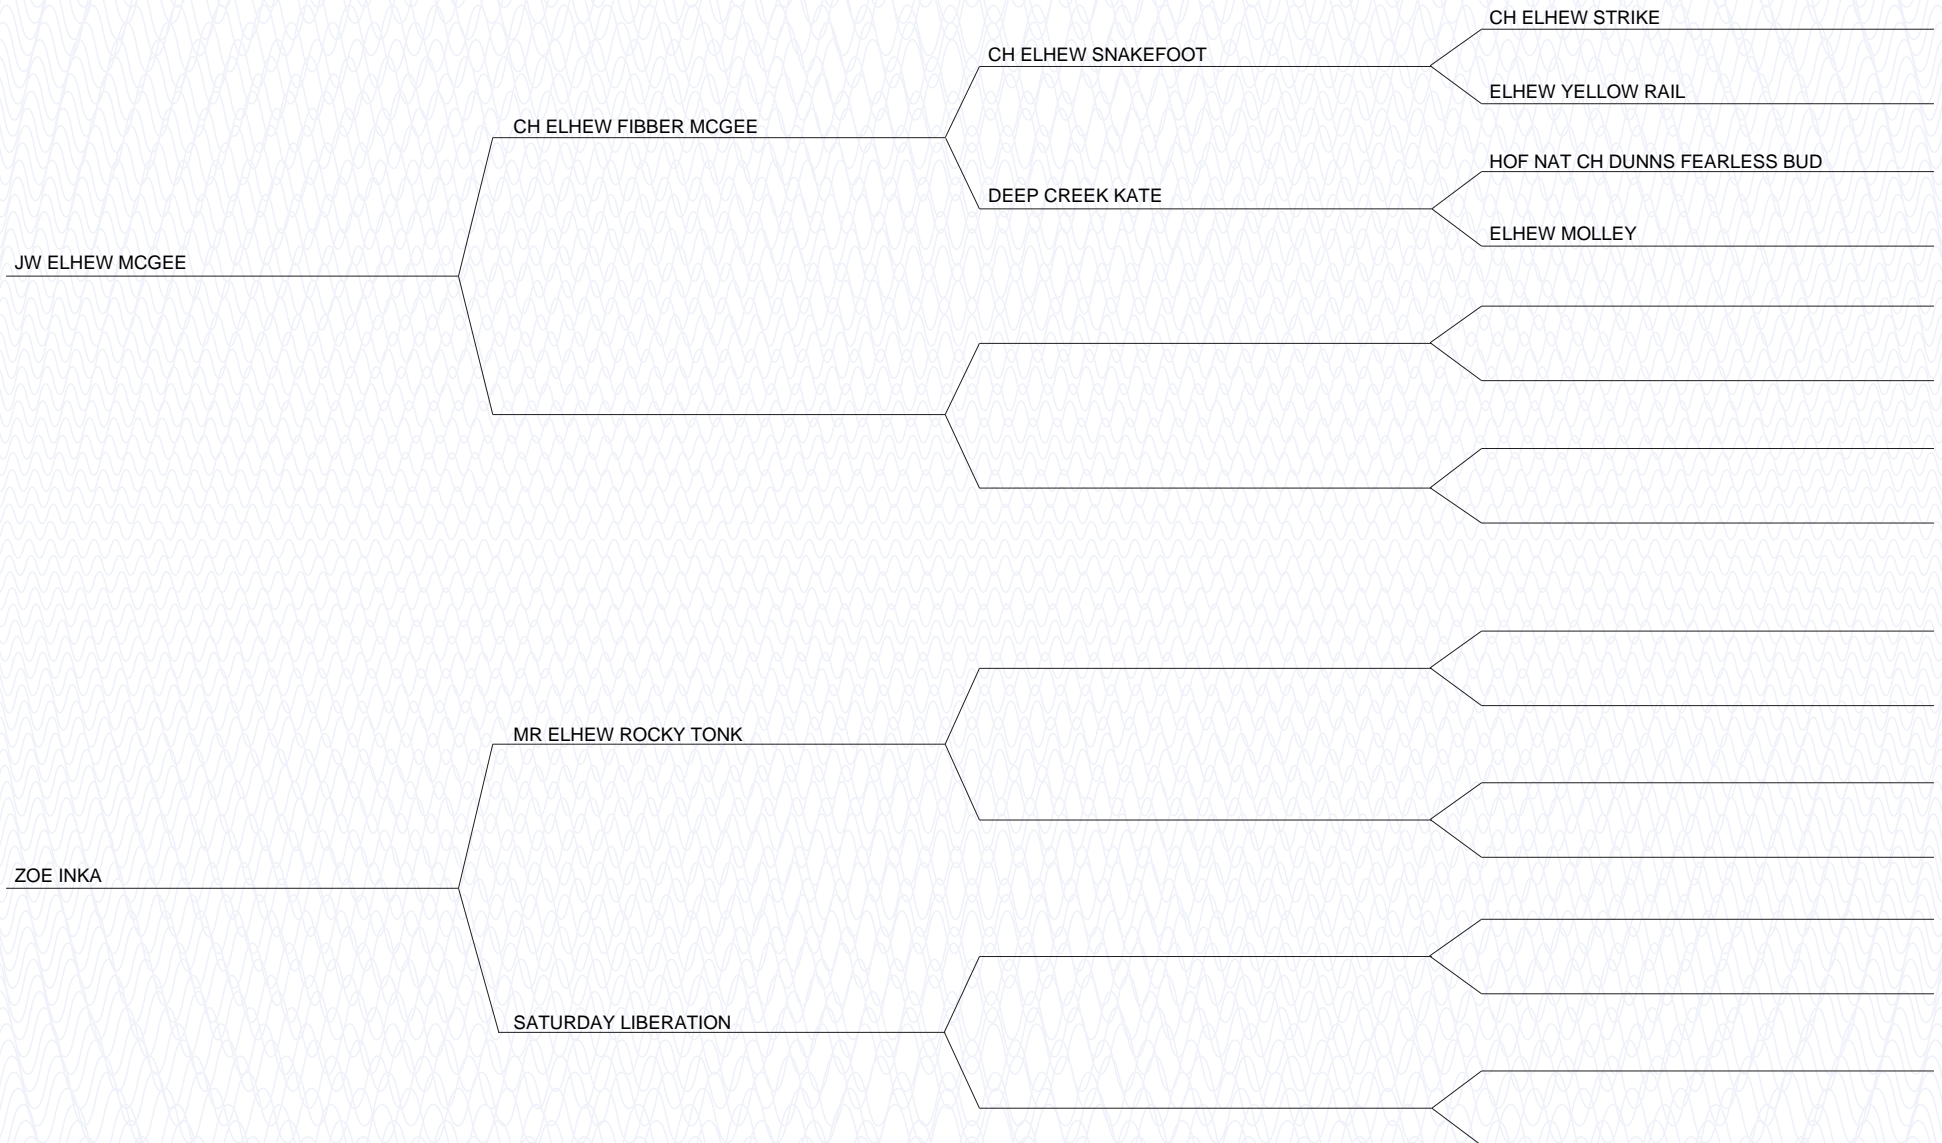 CH ELHEW STRIKE
CH ELHEW SNAKEFOOT
ELHEW YELLOW RAIL
CH ELHEW FIBBER MCGEE
HOF NAT CH DUNNS FEARLESS BUD
DEEP CREEK KATE
ELHEW MOLLEY
JW ELHEW MCGEE
MR ELHEW ROCKY TONK
ZOE INKA
SATURDAY LIBERATION